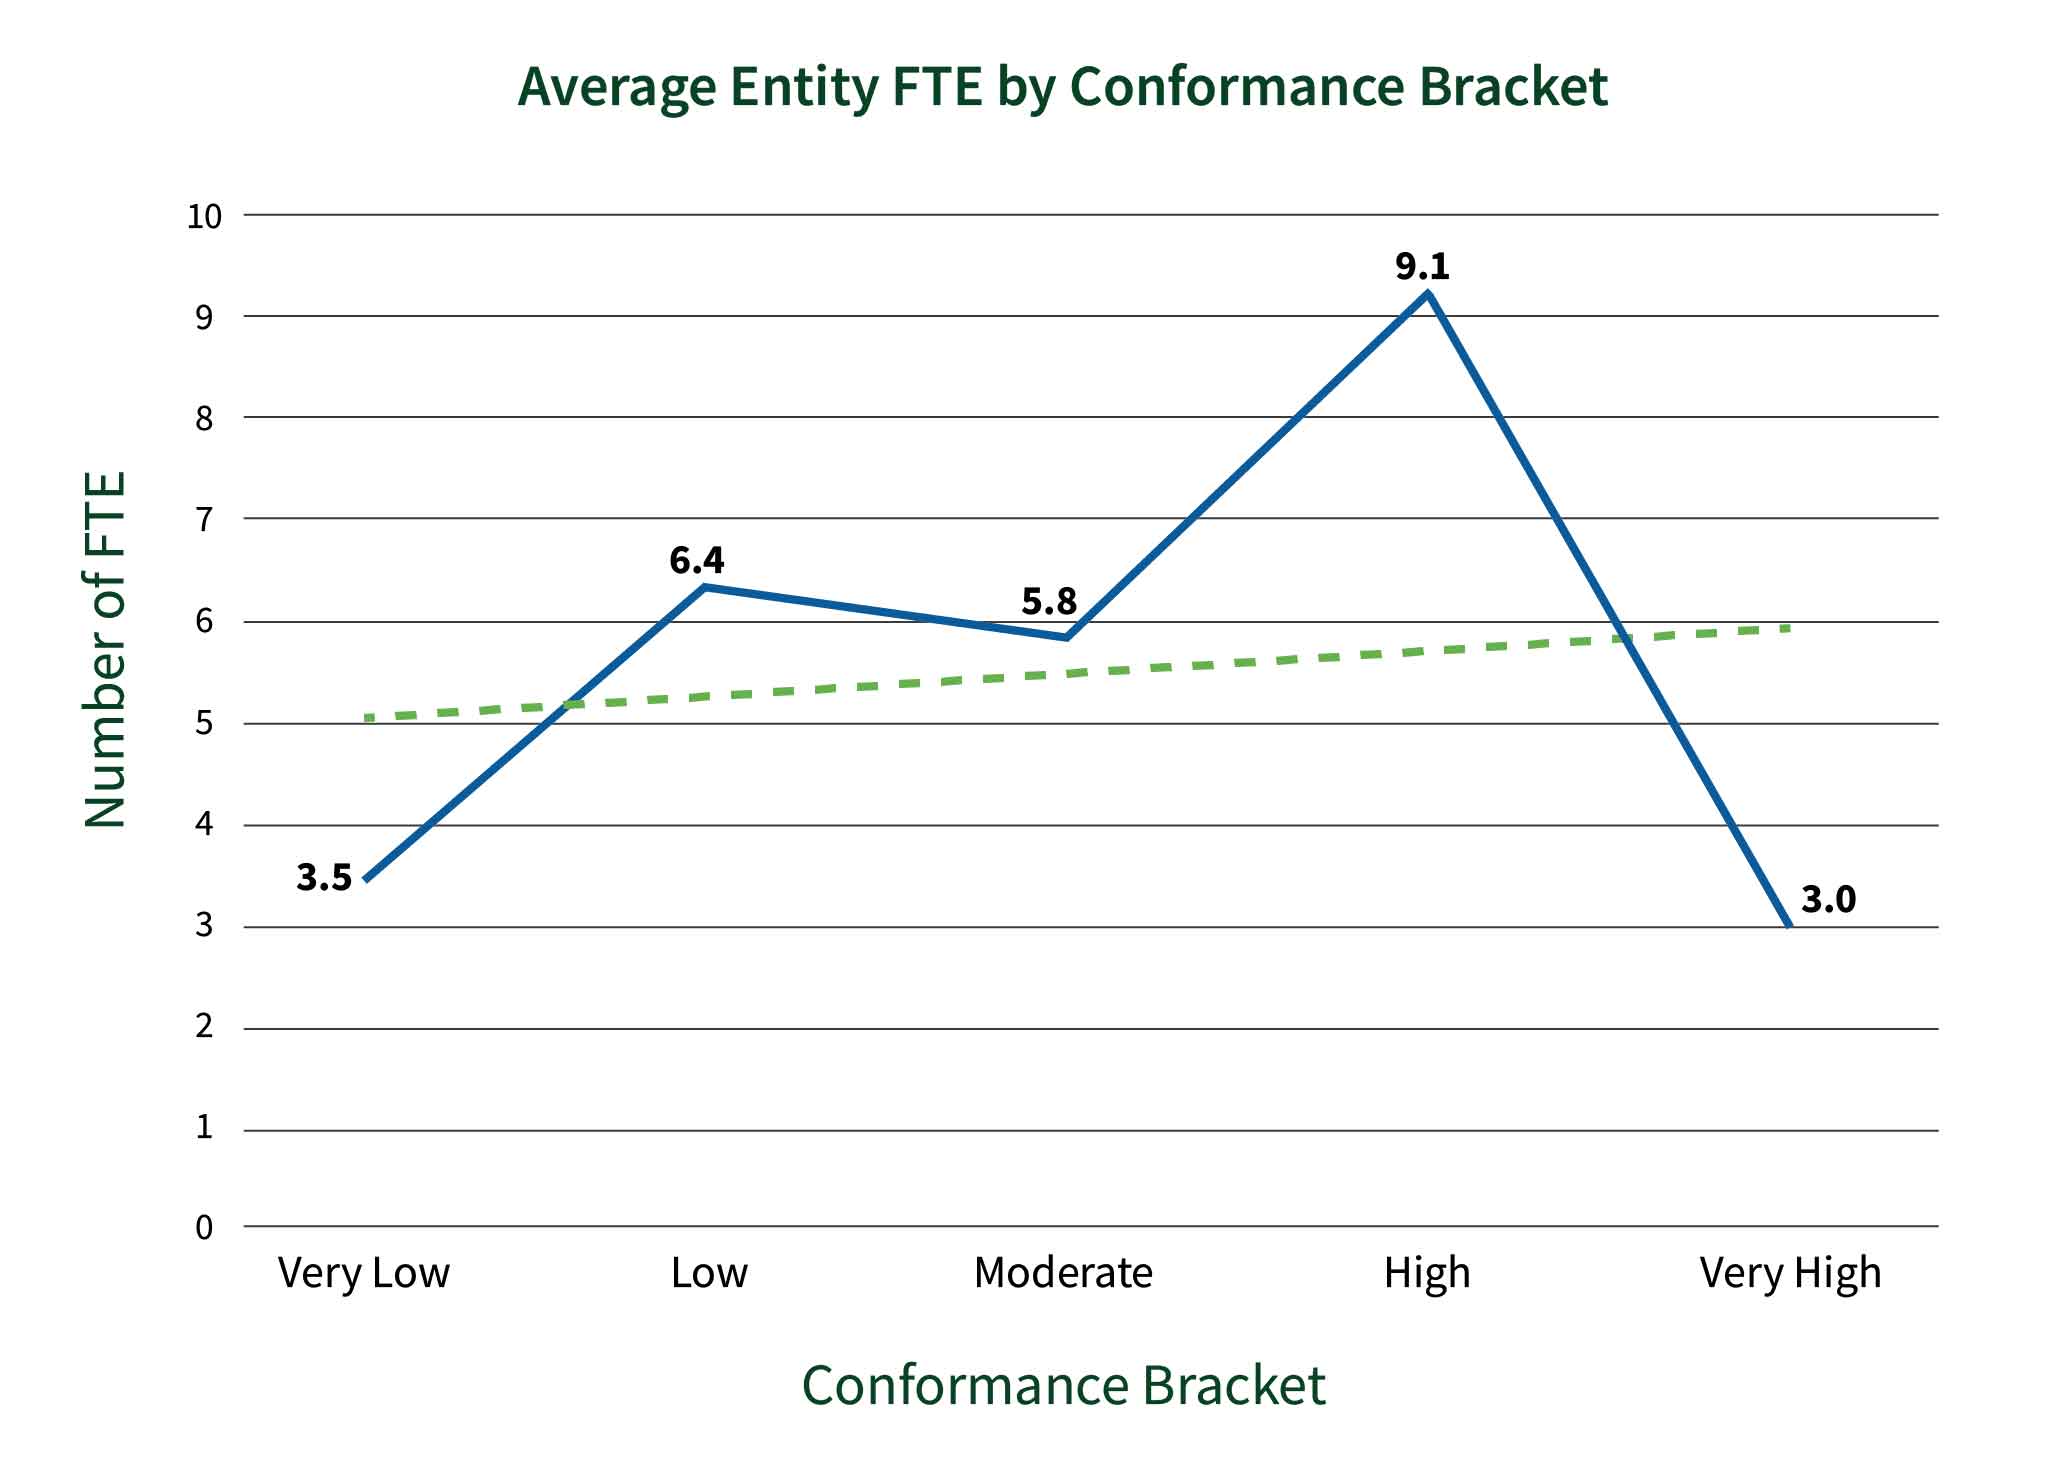 Average Entity FTE by Conformance Bracket
Number of FTE
10
9
8
7
6
5
4
3
2
1
0
3.5
6.4
5.8
9.1
3.0
Very Low
Low
Moderate
High
Very High
Conformance Bracket